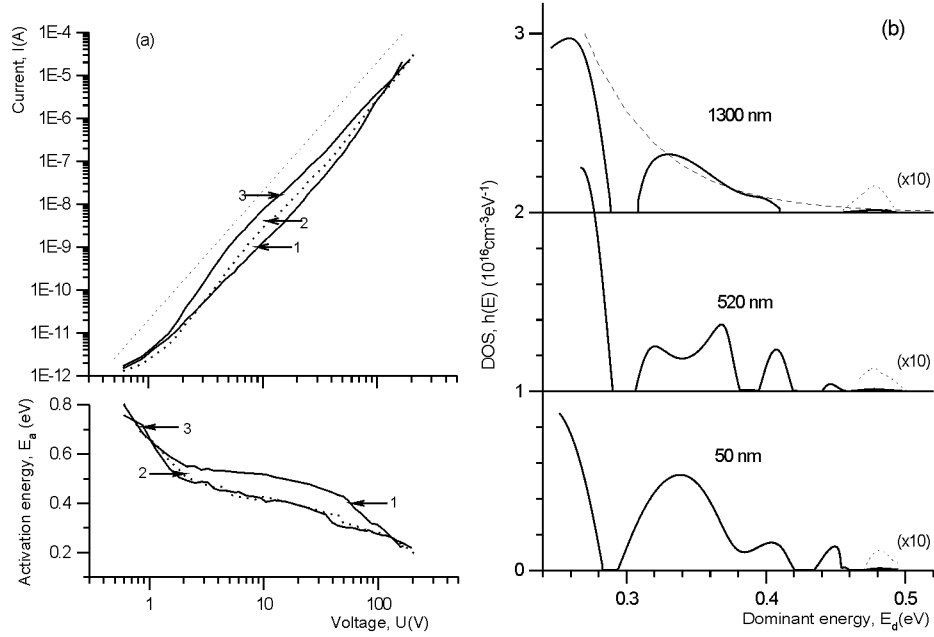 (a)
Current, I(A)
1E-4
1E-5
1E-6
1E-7
1E-8
1E-9
1E-10
1E-11
1E-12
3
2
1
Activation energy, Ea (eV)
0.8
0.6
0.4
0.2
3
2
1
1 10 100
Voltage, U(V)
(b)
DOS, h(E) (10¹⁶cm⁻³eV⁻¹)
3
2
1
0
1300 nm
(x10)
520 nm
(x10)
50 nm
(x10)
0.3 0.4 0.5
Dominant energy, Ed(eV)